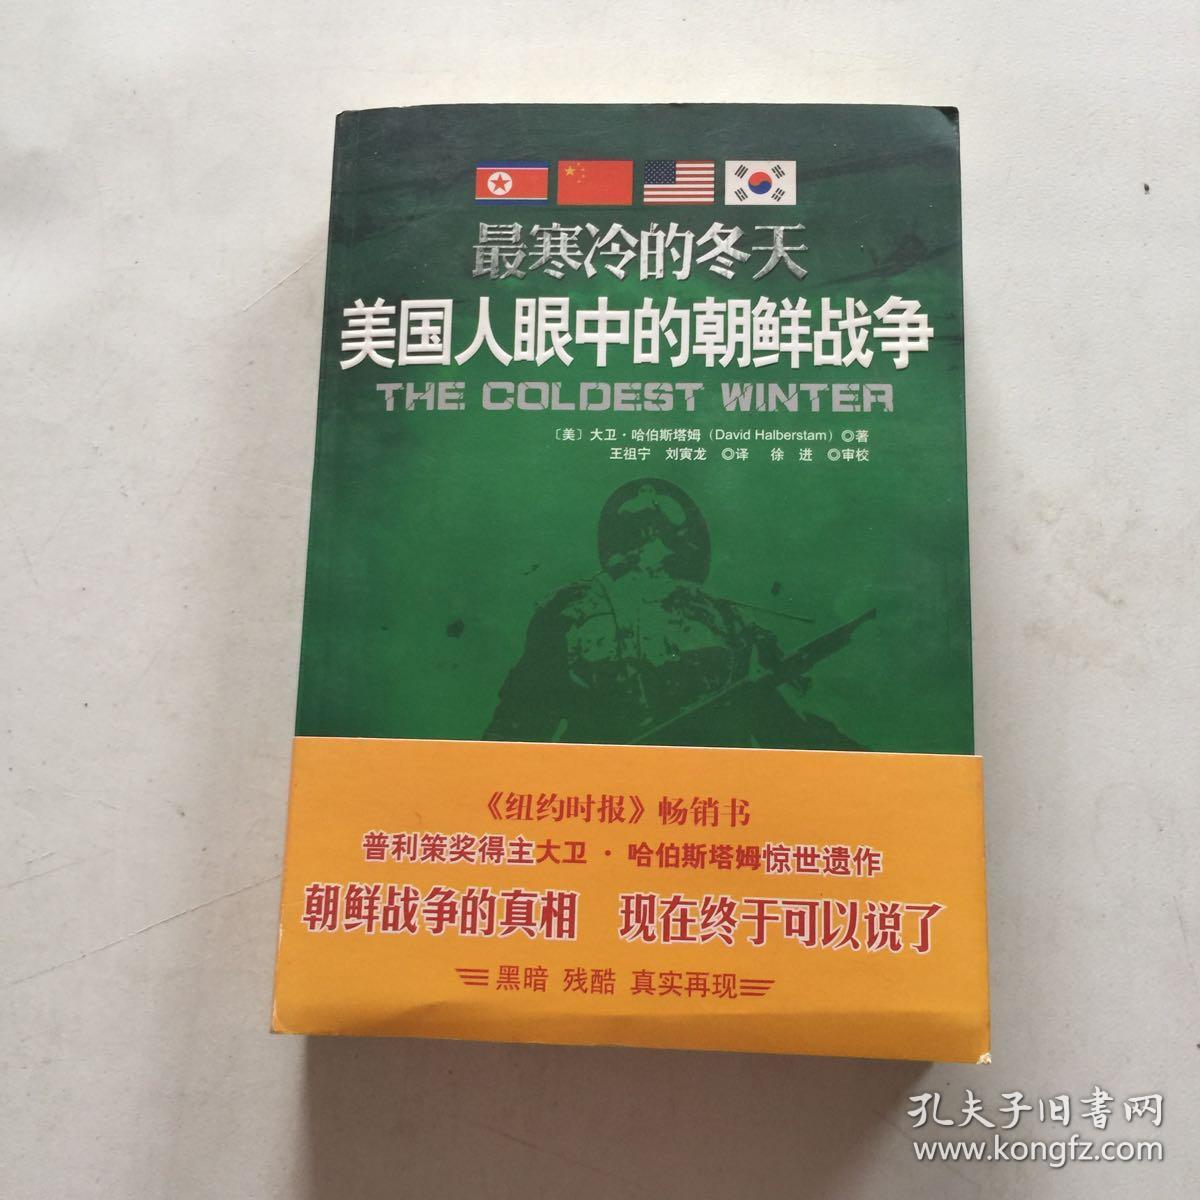 最寒冷的冬天
美国人眼中的朝鲜战争
THE COLDEST WINTER
〔美〕大卫·哈伯斯塔姆（David Halberstam）◎著
王祖宁 刘寅龙 ◎译 徐 进 ◎审校
《纽约时报》畅销书
普利策奖得主大卫·哈伯斯塔姆惊世遗作
朝鲜战争的真相 现在终于可以说了
黑暗 残酷 真实再现
孔夫子旧书网
www.kongfz.com